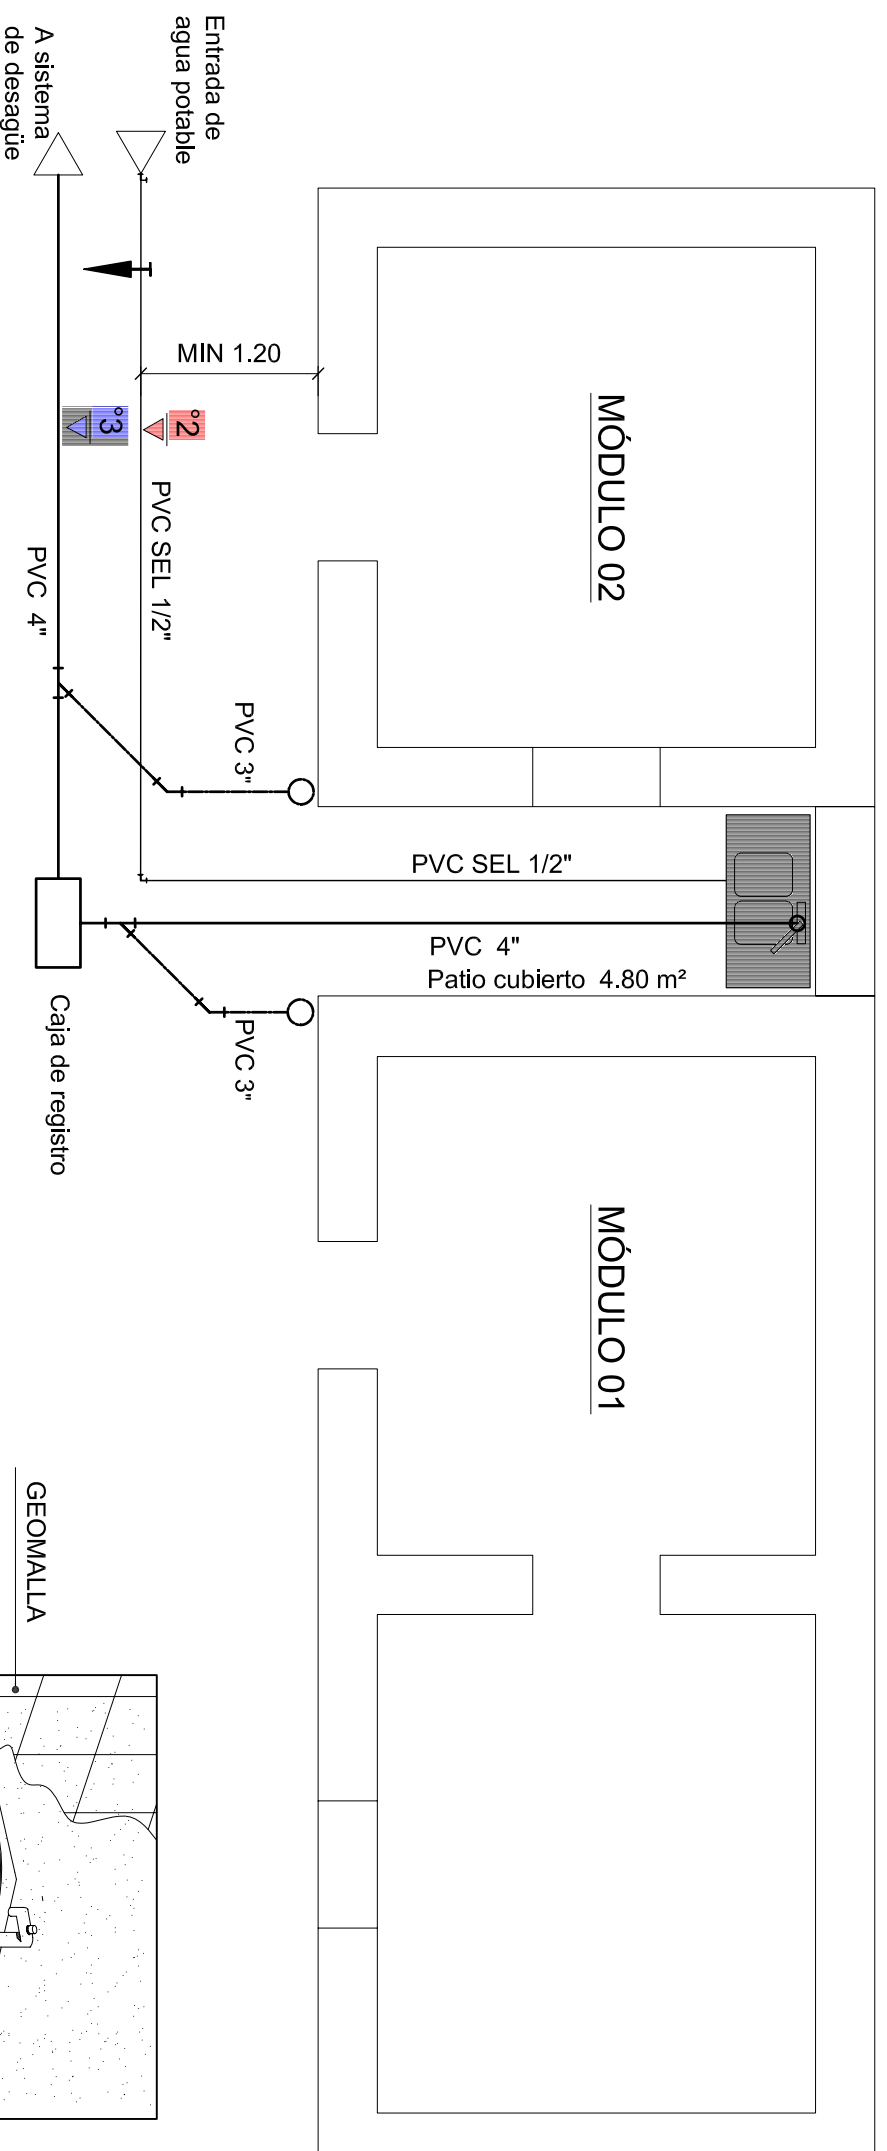 Entrada de
agua potable
A sistema
de desagüe
MIN 1.20
°2
°3
PVC SEL 1/2"
PVC 4"
MÓDULO 02
PVC 3"
PVC SEL 1/2"
PVC 4"
Patio cubierto 4.80 m²
PVC 3"
Caja de registro
MÓDULO 01
GEOMALLA